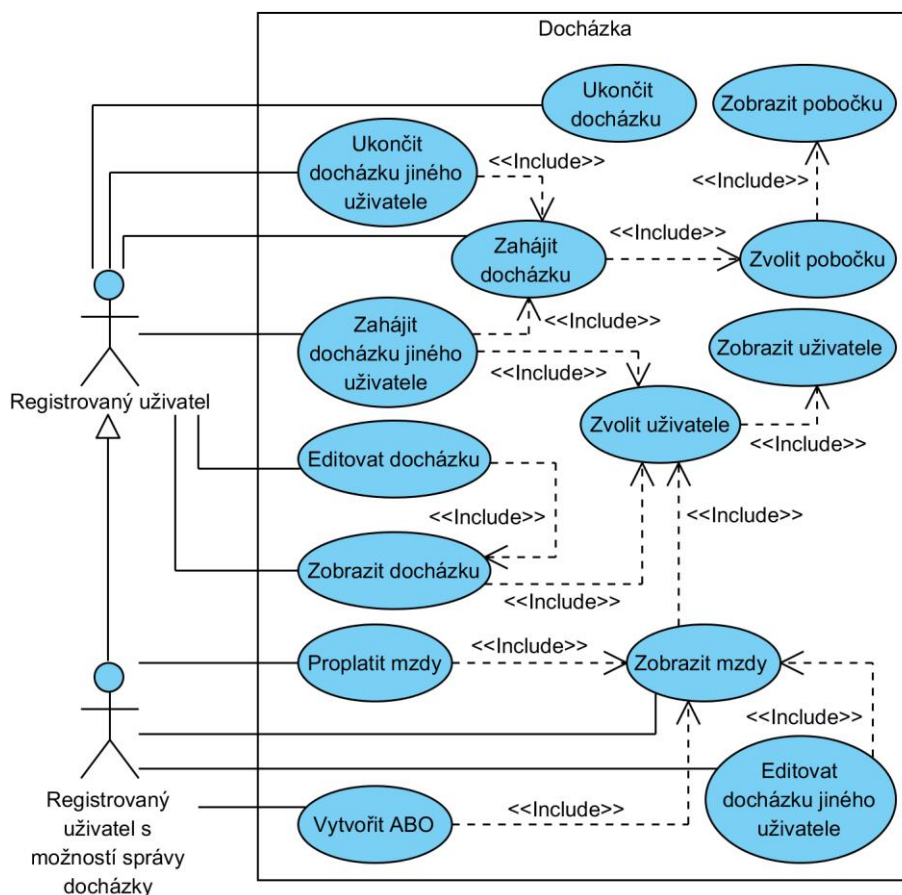 Docházka
Ukončit
docházku
Zobrazit pobočku
Ukončit
docházku jiného
uživatele
<<Include>>
<<Include>>
<<Include>>
Zahájit
docházku
Zvolit pobočku
Zahájit
docházku jiného
uživatele
<<Include>>
Zobrazit uživatele
<<Include>>
Registrovaný uživatel
Zvolit uživatele
<<Include>>
Editovat docházku
<<Include>>
<<Include>>
Zobrazit docházku
<<Include>>
Proplatit mzdy
<<Include>>
Zobrazit mzdy
<<Include>>
Editovat
docházku jiného
uživatele
Registrovaný
uživatel s
možností správy
docházky
Vytvořit ABO
<<Include>>